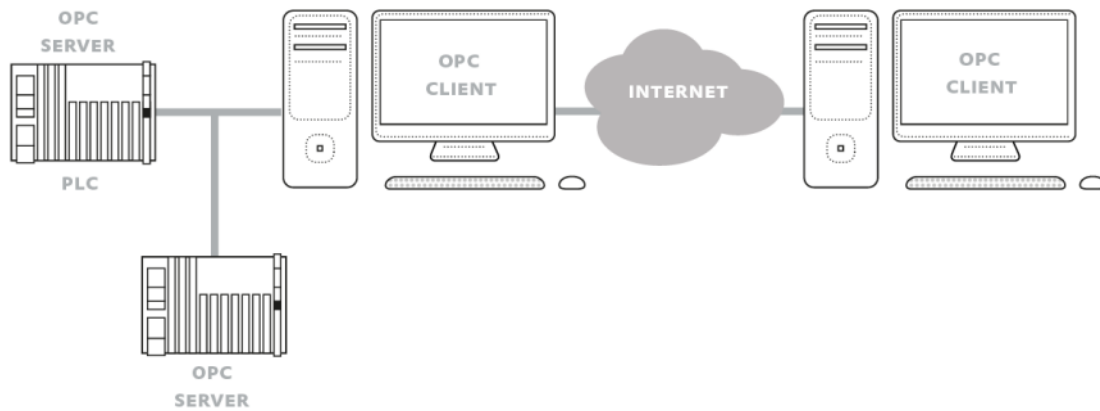 OPC
SERVER
PLC
OPC
CLIENT
INTERNET
OPC
CLIENT
OPC
SERVER